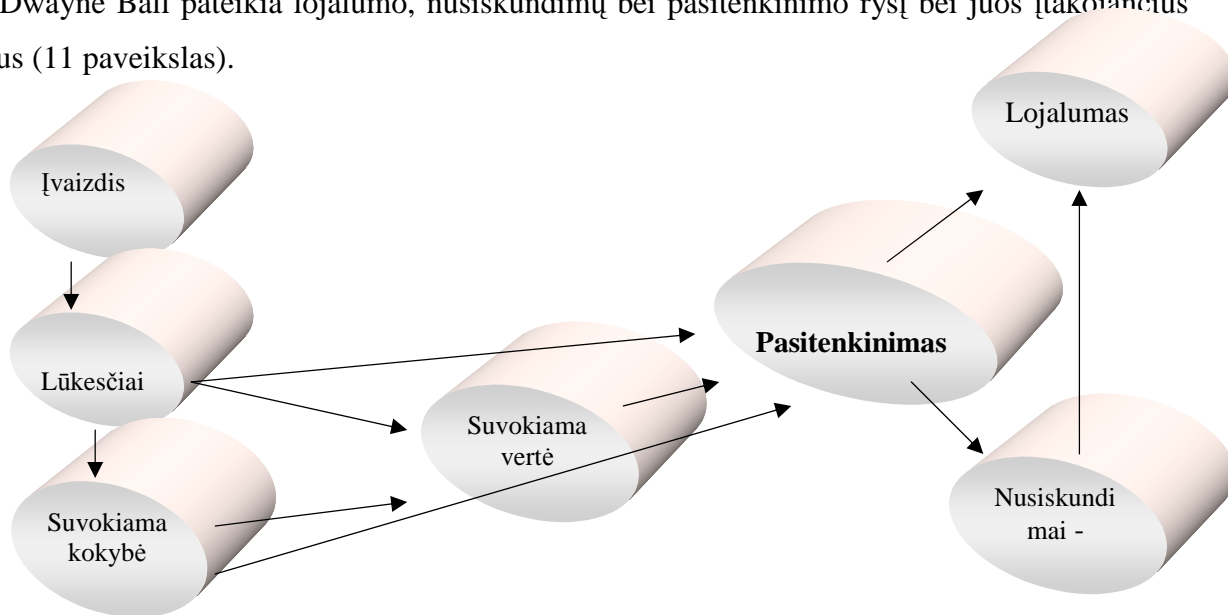 Dwayne Ball pateikia lojalumo, nusiskundimų bei pasitenkinimo ryšį bei juos įtakojančius
us (11 paveikslas).
Lojalumas
Įvaizdis
Pasitenkinimas
Lūkesčiai
Suvokiama
vertė
Nusiskundi
mai -
Suvokiama
kokybė